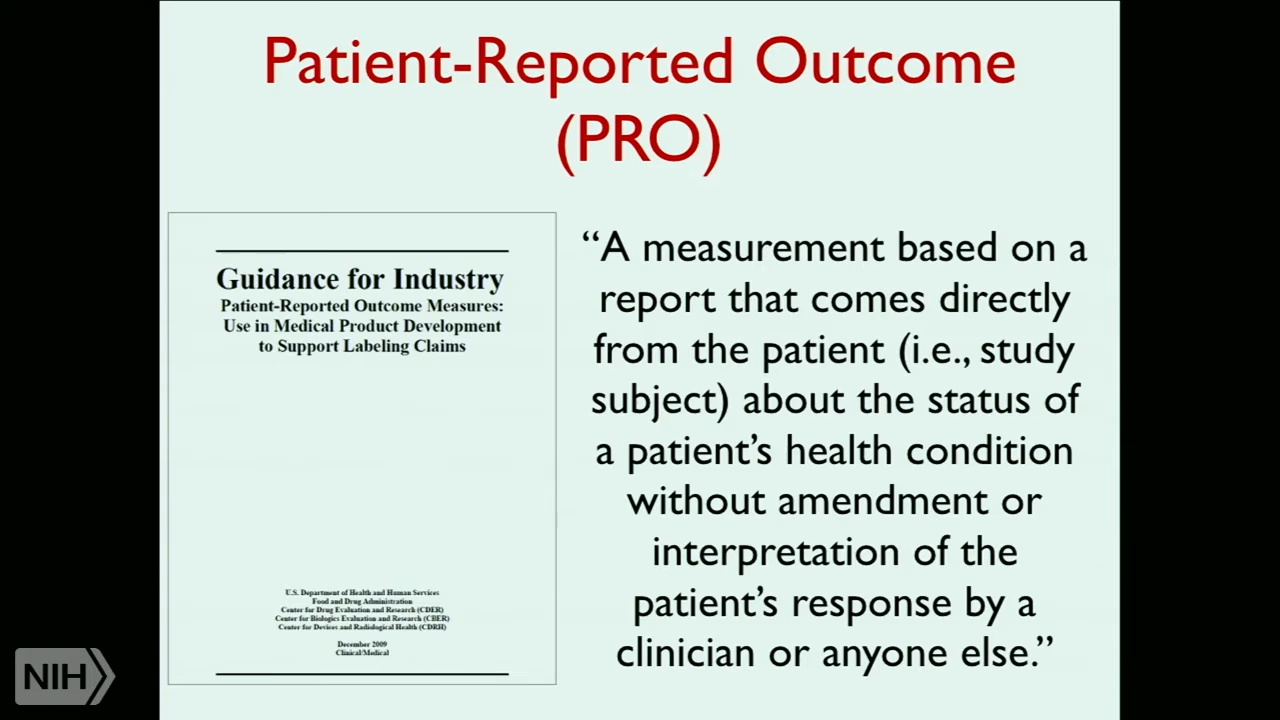 Patient-Reported Outcome
(PRO)
Guidance for Industry
Patient-Reported Outcome Measures:
Use in Medical Product Development
to Support Labeling Claims
U.S. Department of Health and Human Services
Food and Drug Administration
Center for Drug Evaluation and Research (CDER)
Center for Biologics Evaluation and Research (CBER)
Center for Devices and Radiological Health (CDRH)
December 2009
Clinical/Medical
“A measurement based on a
report that comes directly
from the patient (i.e., study
subject) about the status of
a patient’s health condition
without amendment or
interpretation of the
patient’s response by a
clinician or anyone else.”
NIH